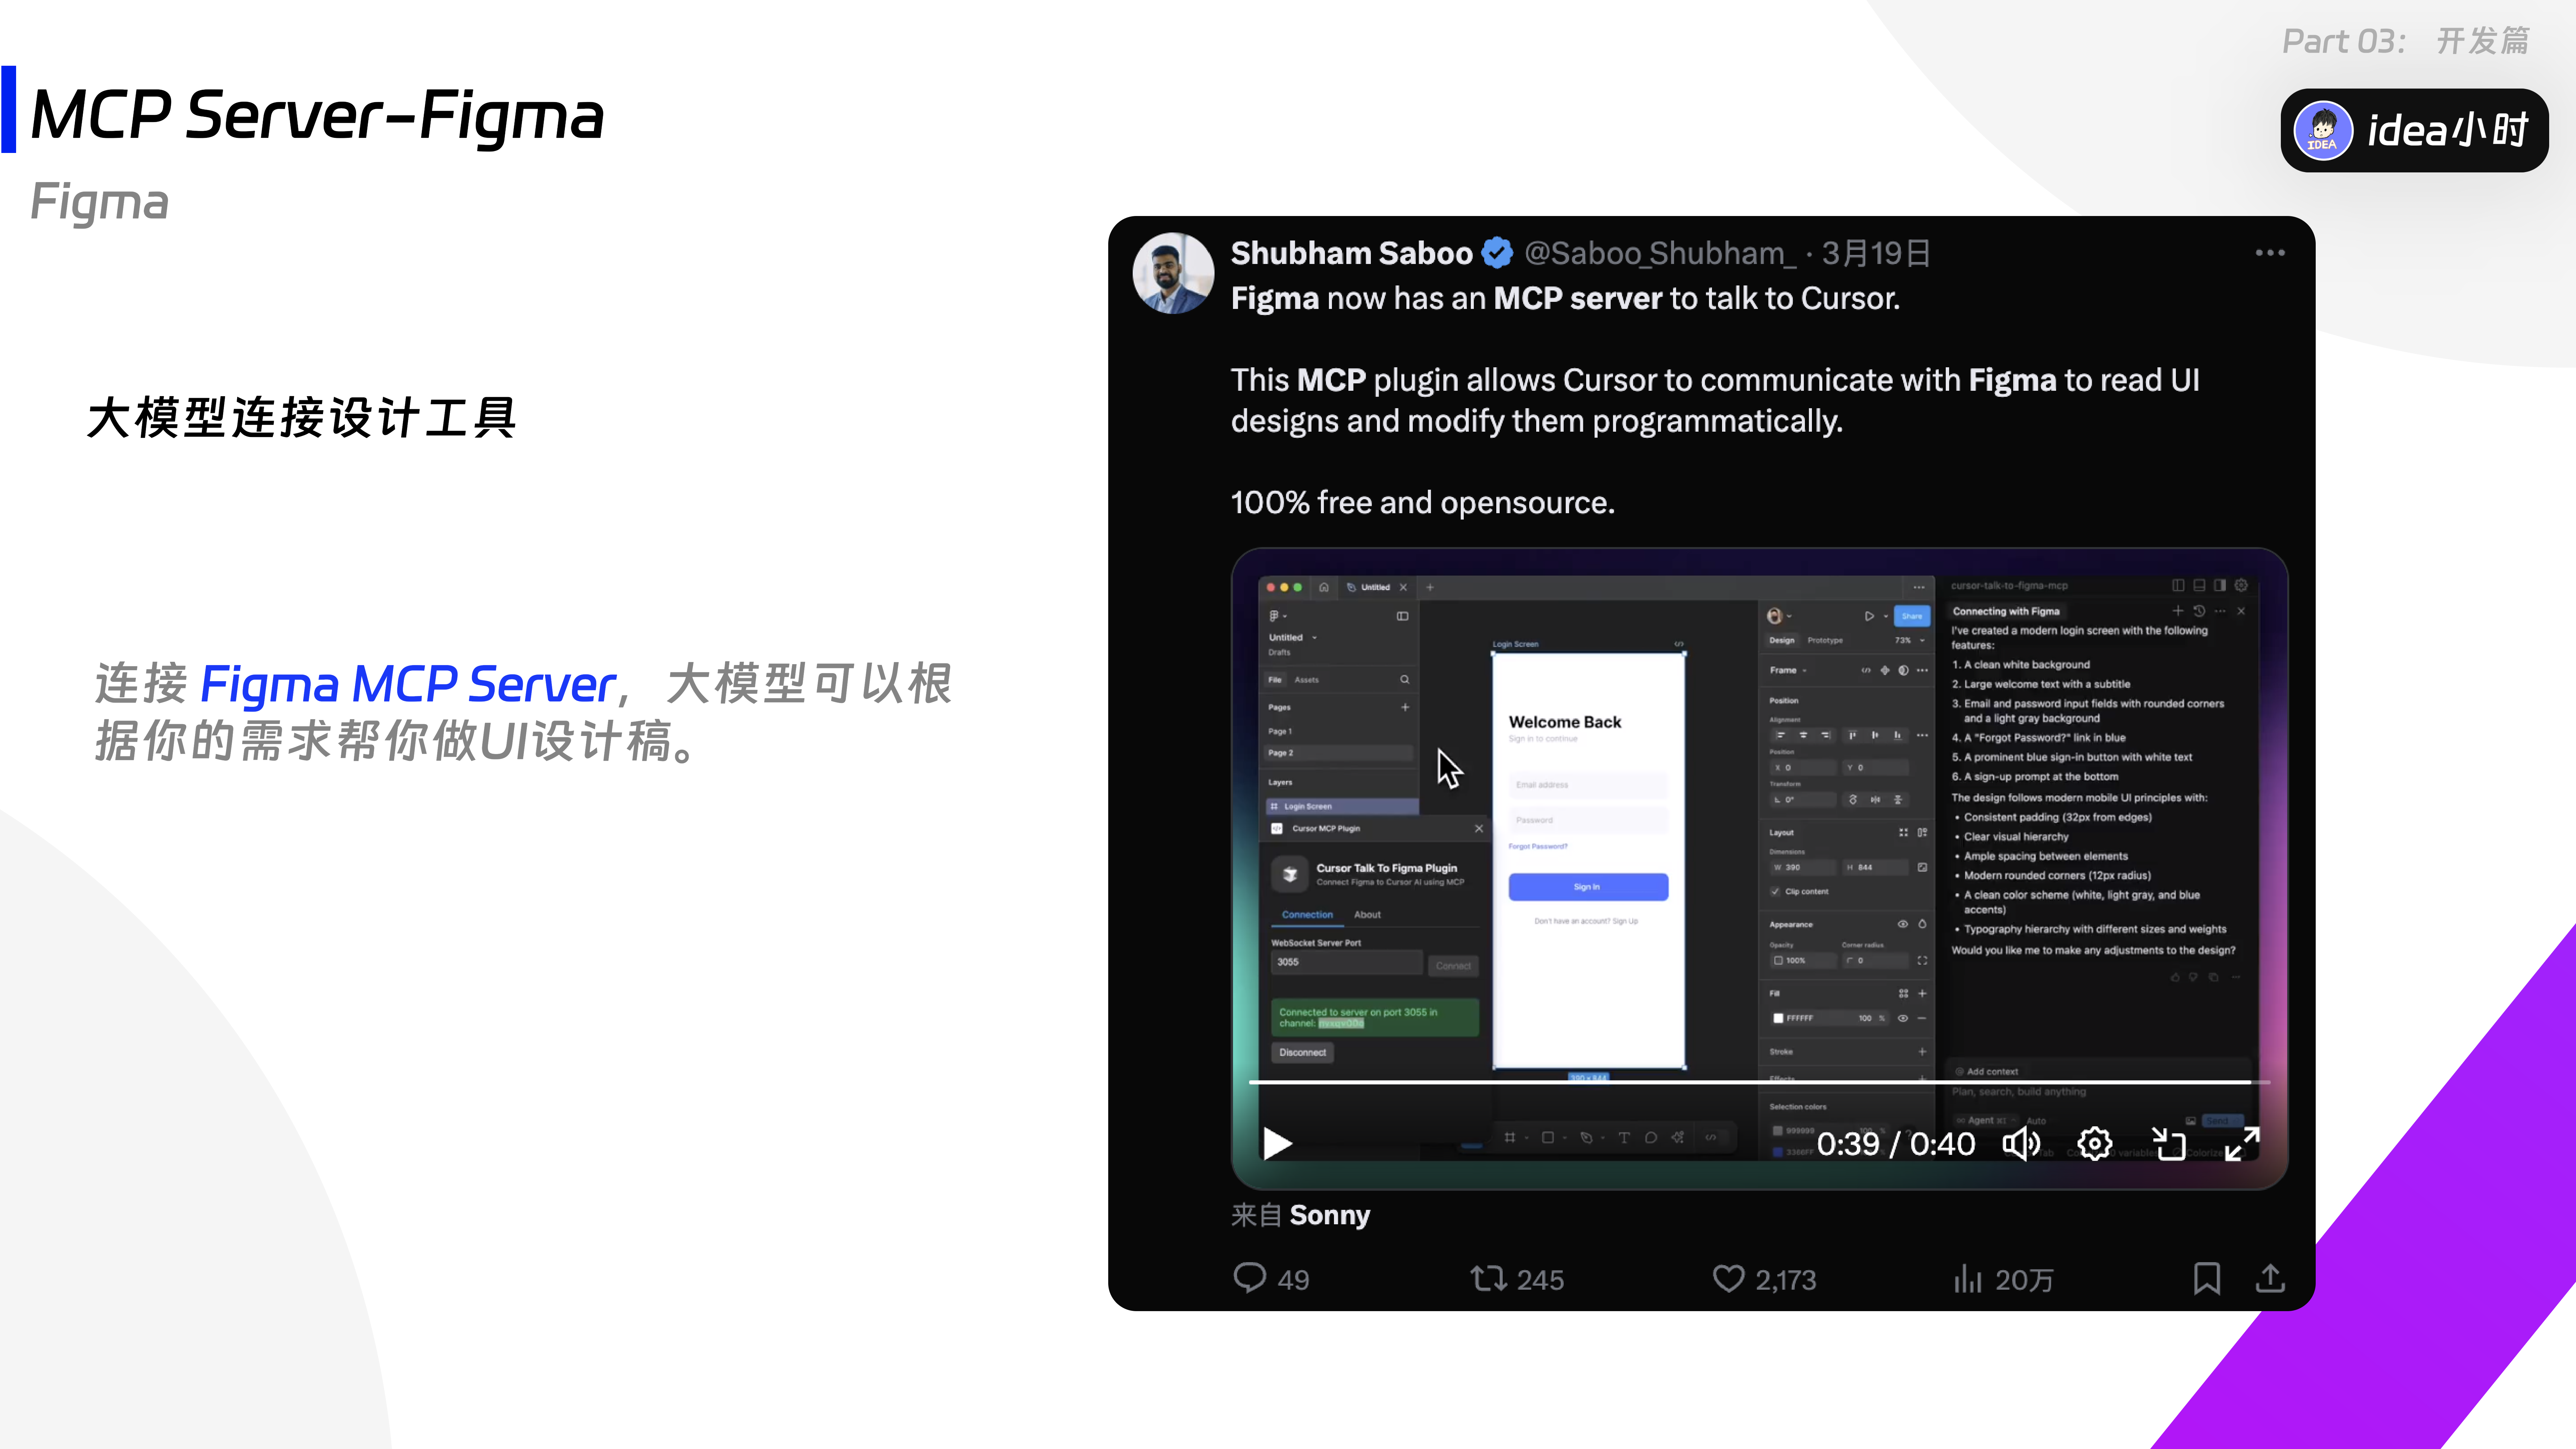 Part 03： 开发篇
MCP Server-Figma
IDEA
idea小时
Figma
大模型连接设计工具
连接 Figma MCP Server，大模型可以根
据你的需求帮你做UI设计稿。
Shubham Saboo @Saboo_Shubham_ · 3月19日
Figma now has an MCP server to talk to Cursor.
This MCP plugin allows Cursor to communicate with Figma to read UI
designs and modify them programmatically.
100% free and opensource.
Untitled
Untitled
Drafts
File Assets
Pages
Page 1
Page 2
Layers
Login Screen
Cursor MCP Plugin
Cursor Talk To Figma Plugin
Connect Figma to Cursor AI using MCP
Connection About
WebSocket Server Port
3055
Connect
Connected to server on port 3055 in
channel:
Disconnect
Login Screen
Welcome Back
Sign in to continue
Email address
Password
Forgot Password?
Sign In
Don't have an account? Sign Up
390 x 844
Share
Design Prototype 73%
Frame
Position
Alignment
Position
X 0 Y 0
Transform
0°
Layout
Dimensions
W 390 H 844
Clip content
Appearance
Opacity Corner radius
100% 0
Fill
FFFFFF 100 %
Stroke
Effects
Selection colors
999999 100 %
3366FF
cursor-talk-to-figma-mcp
Connecting with Figma
I've created a modern login screen with the following
features:
1. A clean white background
2. Large welcome text with a subtitle
3. Email and password input fields with rounded corners
and a light gray background
4. A "Forgot Password?" link in blue
5. A prominent blue sign-in button with white text
6. A sign-up prompt at the bottom
The design follows modern mobile UI principles with:
• Consistent padding (32px from edges)
• Clear visual hierarchy
• Ample spacing between elements
• Modern rounded corners (12px radius)
• A clean color scheme (white, light gray, and blue
accents)
• Typography hierarchy with different sizes and weights
Would you like me to make any adjustments to the design?
@ Add context
Plan, search, build anything
Agent Auto
Send
0:39 / 0:40
来自 Sonny
49 245 2,173 20万